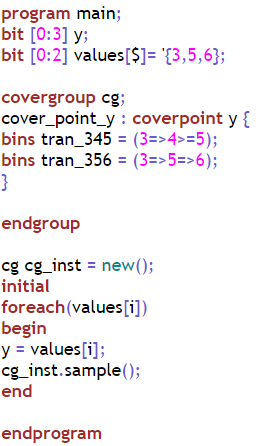 program main;
bit [0:3] y;
bit [0:2] values[$]= '{3,5,6};
covergroup cg;
cover_point_y : coverpoint y {
bins tran_345 = (3=>4>=5);
bins tran_356 = (3=>5=>6);
}
endgroup
cg cg_inst = new();
initial
foreach(values[i])
begin
y = values[i];
cg_inst.sample();
end
endprogram